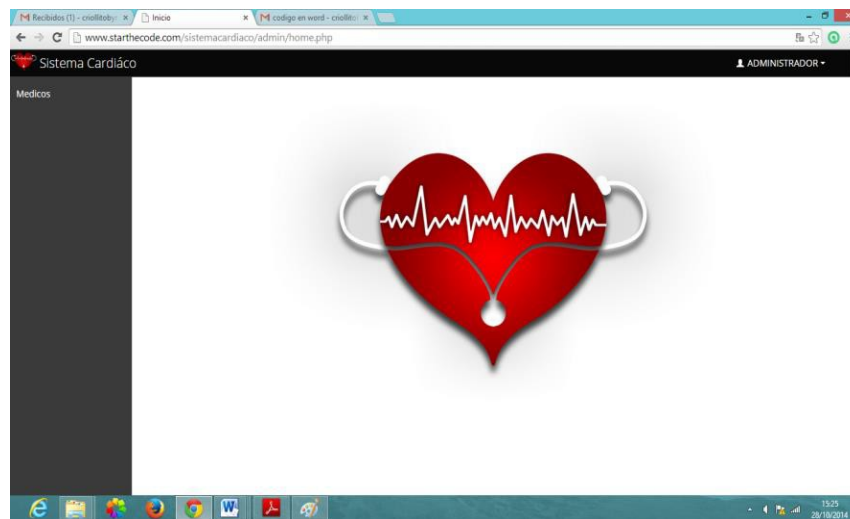 Recibidos (1) - criollitoby
Inicio
codigo en word - criollito
www.starthecode.com/sistemacardiaco/admin/home.php
Sistema Cardiáco
ADMINISTRADOR
Medicos
15:25
28/10/2014